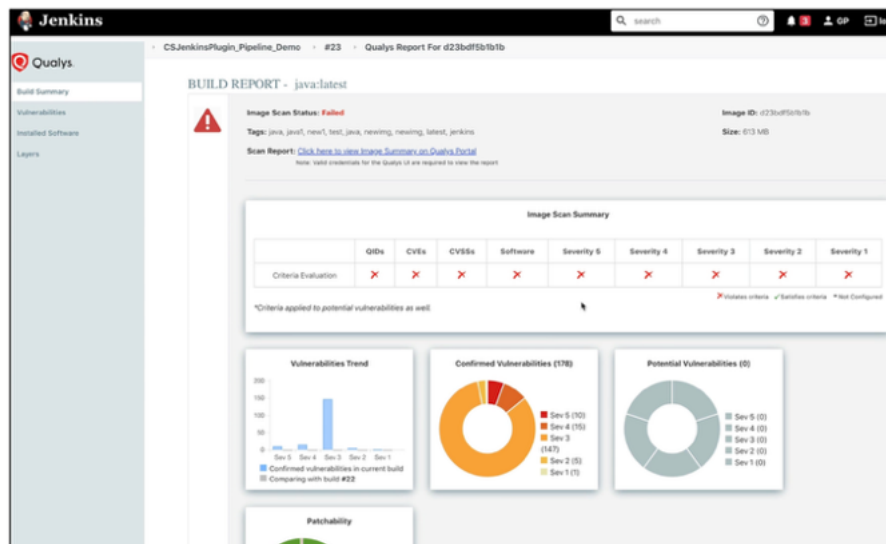 Jenkins
search
3
GP
CSJenkinsPlugin_Pipeline_Demo
#23
Qualys Report For d23bdf5b1b1b
Qualys.
Build Summary
Vulnerabilities
Installed Software
Layers
BUILD REPORT - java:latest
Image Scan Status: Failed
Image ID: d23bdf5b1b1b
Tags: java, java1, new1, test, java, newimg, newimg, latest, jenkins
Size: 613 MB
Scan Report: Click here to view Image Summary on Qualys Portal
Note: Valid credentials for the Qualys UI are required to view the report
Image Scan Summary
QIDs CVEs CVSSs Software Severity 5 Severity 4 Severity 3 Severity 2 Severity 1
Criteria Evaluation
Violates criteria Satisfies criteria * Not Configured
*Criteria applied to potential vulnerabilities as well.
Vulnerabilities Trend
200
150
100
50
0
Sev 5 Sev 4 Sev 3 Sev 2 Sev 1
Confirmed vulnerabilities in current build
Comparing with build #22
Confirmed Vulnerabilities (178)
Sev 5 (10)
Sev 4 (15)
Sev 3
(147)
Sev 2 (5)
Sev 1 (1)
Potential Vulnerabilities (0)
Sev 5 (0)
Sev 4 (0)
Sev 3 (0)
Sev 2 (0)
Sev 1 (0)
Patchability